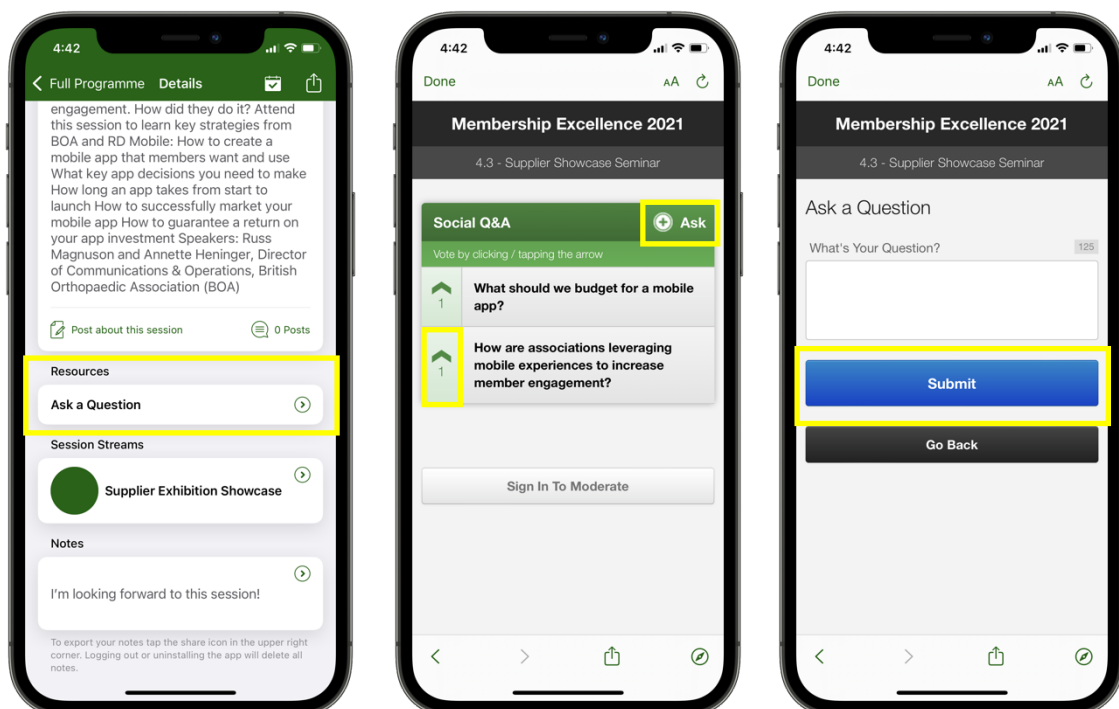 4:42
Full Programme Details
engagement. How did they do it? Attend
this session to learn key strategies from
BOA and RD Mobile: How to create a
mobile app that members want and use
What key app decisions you need to make
How long an app takes from start to
launch How to successfully market your
mobile app How to guarantee a return on
your app investment Speakers: Russ
Magnuson and Annette Heninger, Director
of Communications & Operations, British
Orthopaedic Association (BOA)
Post about this session 0 Posts
Resources
Ask a Question
Session Streams
Supplier Exhibition Showcase
Notes
I'm looking forward to this session!
To export your notes tap the share icon in the upper right
corner. Logging out or uninstalling the app will delete all
notes.
4:42
Done AA
Membership Excellence 2021
4.3 - Supplier Showcase Seminar
Social Q&A Ask
Vote by clicking / tapping the arrow
What should we budget for a mobile
app?
1
How are associations leveraging
mobile experiences to increase
member engagement?
1
Sign In To Moderate
4:42
Done AA
Membership Excellence 2021
4.3 - Supplier Showcase Seminar
Ask a Question
What's Your Question? 125
Submit
Go Back